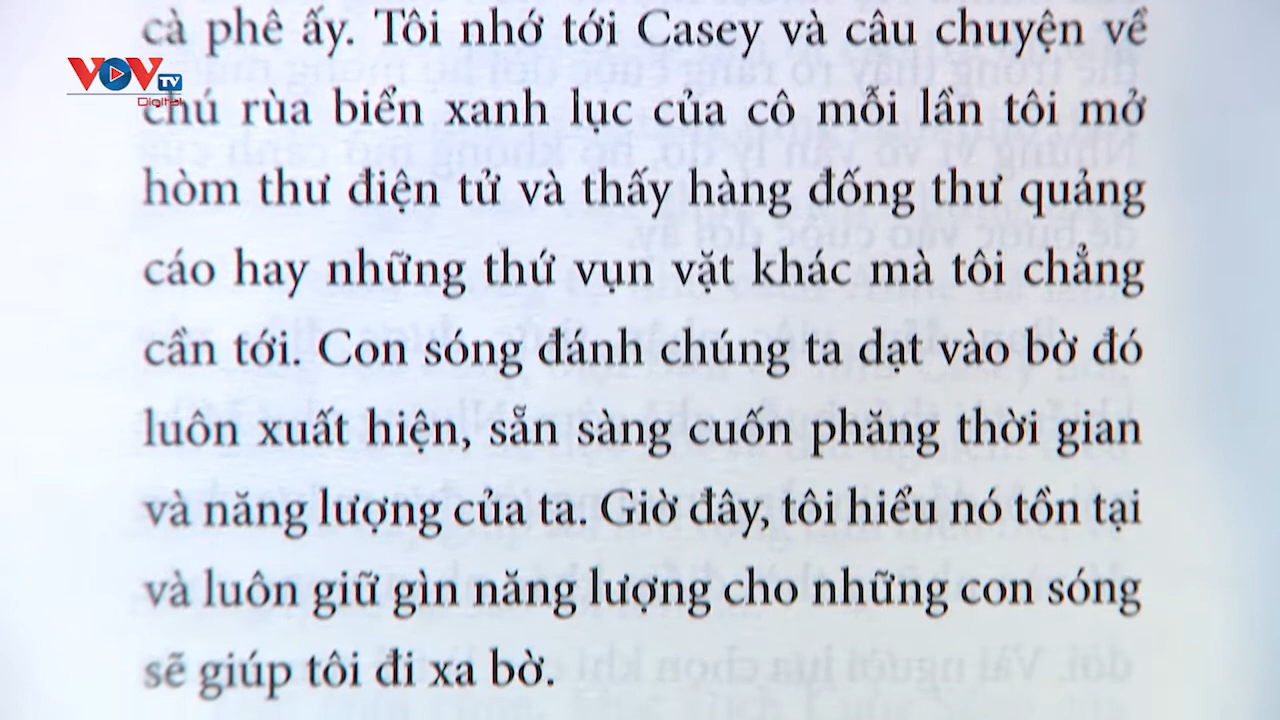 cà phê ấy. Tôi nhớ tới Casey và câu chuyện về
VOV TV
Digital
chú rùa biển xanh lục của cô mỗi lần tôi mở
hòm thư điện tử và thấy hàng đống thư quảng
cáo hay những thứ vụn vặt khác mà tôi chẳng
cần tới. Con sóng đánh chúng ta dạt vào bờ đó
luôn xuất hiện, sẵn sàng cuốn phăng thời gian
và năng lượng của ta. Giờ đây, tôi hiểu nó tồn tại
và luôn giữ gìn năng lượng cho những con sóng
sẽ giúp tôi đi xa bờ.